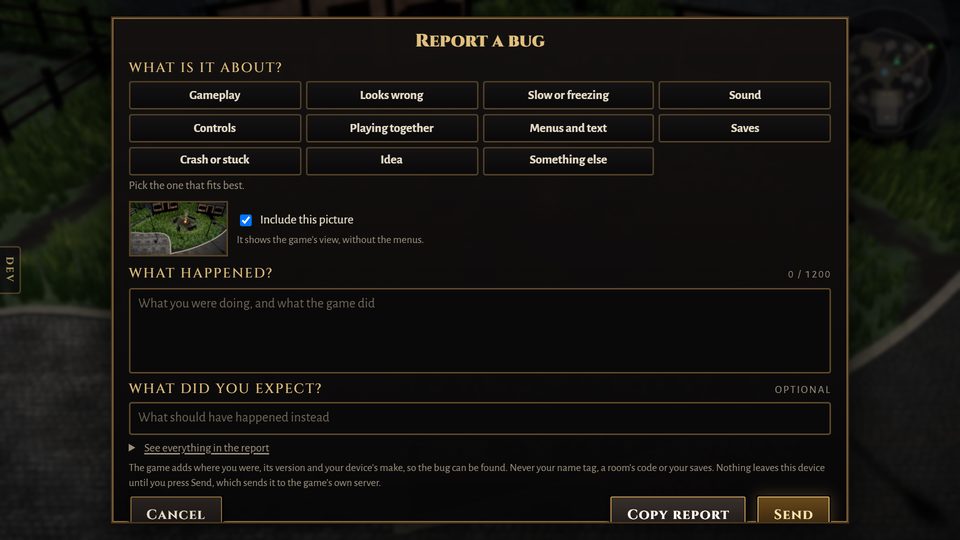 REPORT A BUG
WHAT IS IT ABOUT?
Gameplay
Looks wrong
Slow or freezing
Sound
Controls
Playing together
Menus and text
Saves
Crash or stuck
Idea
Something else
Pick the one that fits best.
Include this picture
It shows the game's view, without the menus.
DEV
WHAT HAPPENED?
0 / 1200
What you were doing, and what the game did
WHAT DID YOU EXPECT?
OPTIONAL
What should have happened instead
See everything in the report
The game adds where you were, its version and your device's make, so the bug can be found. Never your name tag, a room's code or your saves. Nothing leaves this device
until you press Send, which sends it to the game's own server.
CANCEL
COPY REPORT
SEND